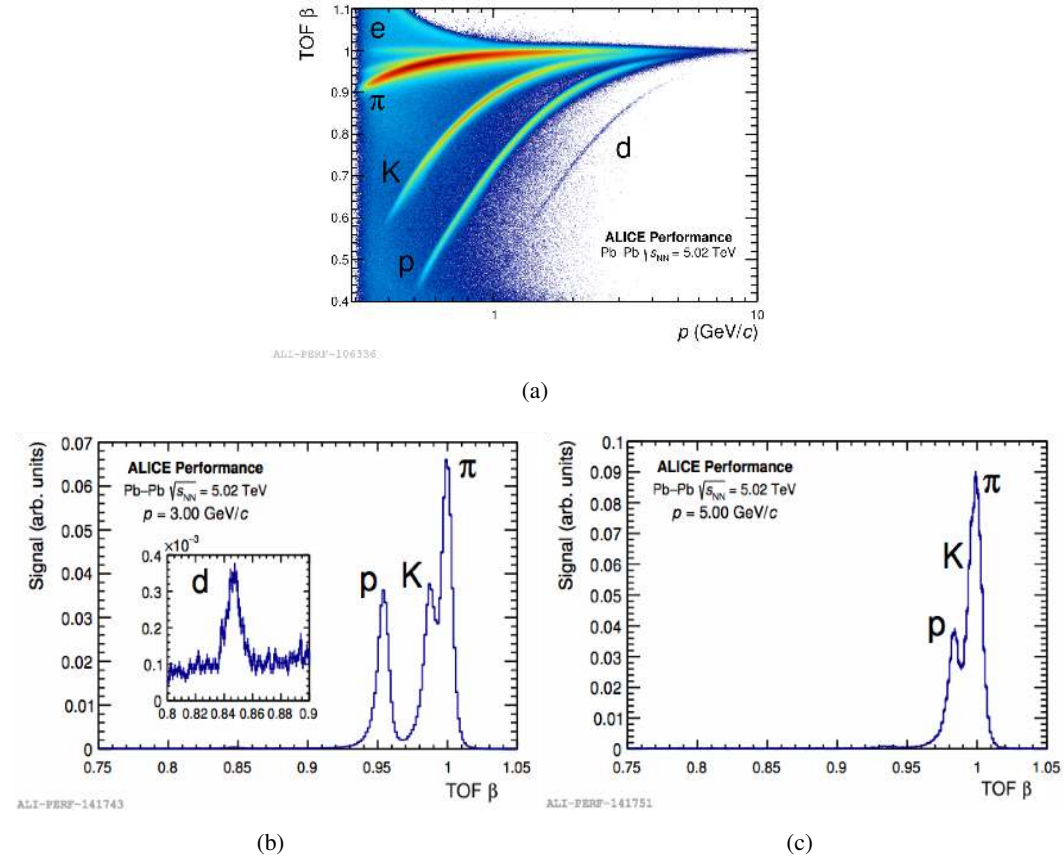 TOF β
1.1
1
0.9
0.8
0.7
0.6
0.5
0.4
e
π
K
p
d
ALICE Performance
Pb–Pb √sNN = 5.02 TeV
1
10
p (GeV/c)
ALI-PERF-106336
(a)
Signal (arb. units)
0.07
0.06
0.05
0.04
0.03
0.02
0.01
0
ALICE Performance
Pb–Pb √sNN = 5.02 TeV
p = 3.00 GeV/c
×10⁻³
0.4
0.3
0.2
0.1
0
d
0.8 0.82 0.84 0.86 0.88 0.9
p
K
π
0.75 0.8 0.85 0.9 0.95 1 1.05
TOF β
ALI-PERF-141743
(b)
Signal (arb. units)
0.1
0.09
0.08
0.07
0.06
0.05
0.04
0.03
0.02
0.01
0
ALICE Performance
Pb–Pb √sNN = 5.02 TeV
p = 5.00 GeV/c
π
K
p
0.75 0.8 0.85 0.9 0.95 1 1.05
TOF β
ALI-PERF-141751
(c)